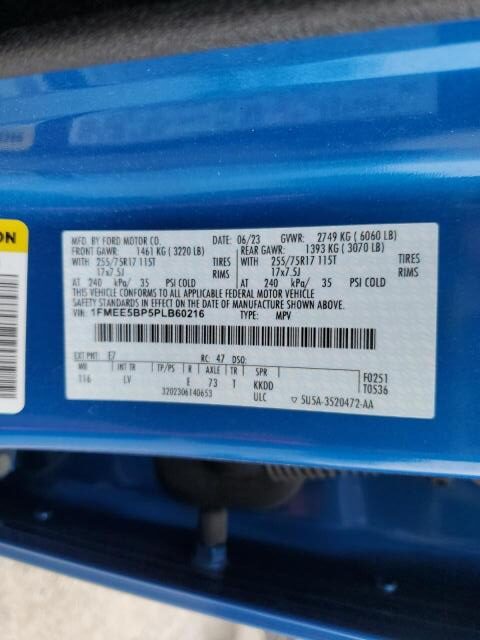 ON
MFD. BY FORD MOTOR CO.
DATE: 06/23 GVWR: 2749 KG ( 6060 LB)
FRONT GAWR: 1461 KG ( 3220 LB)
REAR GAWR: 1393 KG ( 3070 LB)
WITH 255/75R17 115T TIRES
WITH 255/75R17 115T TIRES
17x7.5J RIMS
17x7.5J RIMS
AT 240 kPa/ 35 PSI COLD
AT 240 kPa/ 35 PSI COLD
THIS VEHICLE CONFORMS TO ALL APPLICABLE FEDERAL MOTOR VEHICLE
SAFETY STANDARDS IN EFFECT ON THE DATE OF MANUFACTURE SHOWN ABOVE.
VIN: 1FMEE5BP5PLB60216 TYPE: MPV
EXT PNT: E7 RC: 47 DSO:
WB INT TR TP/PS R AXLE TR SPR
116 LV E 73 T KKDD
F0251
T0536
3202306140653
ULC
5U5A-3520472-AA